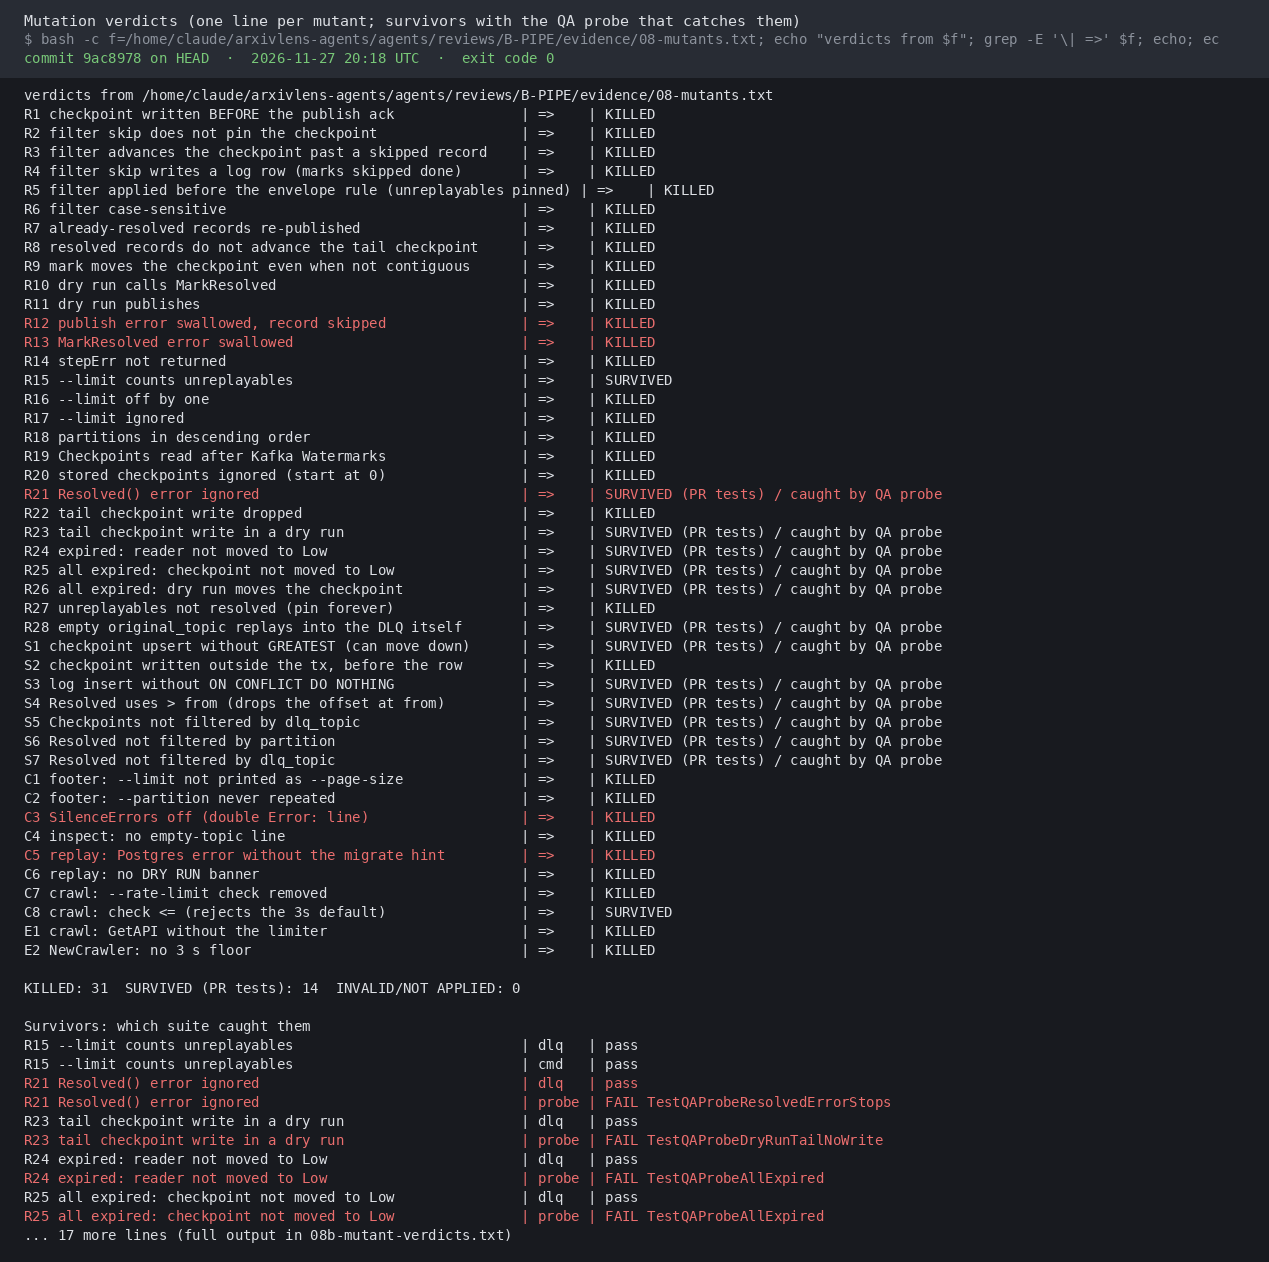 Mutation verdicts (one line per mutant; survivors with the QA probe that catches them)
$ bash -c f=/home/claude/arxivlens-agents/agents/reviews/B-PIPE/evidence/08-mutants.txt; echo "verdicts from $f"; grep -E '\| =>' $f; echo; ec
commit 9ac8978 on HEAD · 2026-11-27 20:18 UTC · exit code 0
verdicts from /home/claude/arxivlens-agents/agents/reviews/B-PIPE/evidence/08-mutants.txt
R1 checkpoint written BEFORE the publish ack | => | KILLED
R2 filter skip does not pin the checkpoint | => | KILLED
R3 filter advances the checkpoint past a skipped record | => | KILLED
R4 filter skip writes a log row (marks skipped done) | => | KILLED
R5 filter applied before the envelope rule (unreplayables pinned) | => | KILLED
R6 filter case-sensitive | => | KILLED
R7 already-resolved records re-published | => | KILLED
R8 resolved records do not advance the tail checkpoint | => | KILLED
R9 mark moves the checkpoint even when not contiguous | => | KILLED
R10 dry run calls MarkResolved | => | KILLED
R11 dry run publishes | => | KILLED
R12 publish error swallowed, record skipped | => | KILLED
R13 MarkResolved error swallowed | => | KILLED
R14 stepErr not returned | => | KILLED
R15 --limit counts unreplayables | => | SURVIVED
R16 --limit off by one | => | KILLED
R17 --limit ignored | => | KILLED
R18 partitions in descending order | => | KILLED
R19 Checkpoints read after Kafka Watermarks | => | KILLED
R20 stored checkpoints ignored (start at 0) | => | KILLED
R21 Resolved() error ignored | => | SURVIVED (PR tests) / caught by QA probe
R22 tail checkpoint write dropped | => | KILLED
R23 tail checkpoint write in a dry run | => | SURVIVED (PR tests) / caught by QA probe
R24 expired: reader not moved to Low | => | SURVIVED (PR tests) / caught by QA probe
R25 all expired: checkpoint not moved to Low | => | SURVIVED (PR tests) / caught by QA probe
R26 all expired: dry run moves the checkpoint | => | SURVIVED (PR tests) / caught by QA probe
R27 unreplayables not resolved (pin forever) | => | KILLED
R28 empty original_topic replays into the DLQ itself | => | SURVIVED (PR tests) / caught by QA probe
S1 checkpoint upsert without GREATEST (can move down) | => | SURVIVED (PR tests) / caught by QA probe
S2 checkpoint written outside the tx, before the row | => | KILLED
S3 log insert without ON CONFLICT DO NOTHING | => | SURVIVED (PR tests) / caught by QA probe
S4 Resolved uses > from (drops the offset at from) | => | SURVIVED (PR tests) / caught by QA probe
S5 Checkpoints not filtered by dlq_topic | => | SURVIVED (PR tests) / caught by QA probe
S6 Resolved not filtered by partition | => | SURVIVED (PR tests) / caught by QA probe
S7 Resolved not filtered by dlq_topic | => | SURVIVED (PR tests) / caught by QA probe
C1 footer: --limit not printed as --page-size | => | KILLED
C2 footer: --partition never repeated | => | KILLED
C3 SilenceErrors off (double Error: line) | => | KILLED
C4 inspect: no empty-topic line | => | KILLED
C5 replay: Postgres error without the migrate hint | => | KILLED
C6 replay: no DRY RUN banner | => | KILLED
C7 crawl: --rate-limit check removed | => | KILLED
C8 crawl: check <= (rejects the 3s default) | => | SURVIVED
E1 crawl: GetAPI without the limiter | => | KILLED
E2 NewCrawler: no 3 s floor | => | KILLED
KILLED: 31 SURVIVED (PR tests): 14 INVALID/NOT APPLIED: 0
Survivors: which suite caught them
R15 --limit counts unreplayables | dlq | pass
R15 --limit counts unreplayables | cmd | pass
R21 Resolved() error ignored | dlq | pass
R21 Resolved() error ignored | probe | FAIL TestQAProbeResolvedErrorStops
R23 tail checkpoint write in a dry run | dlq | pass
R23 tail checkpoint write in a dry run | probe | FAIL TestQAProbeDryRunTailNoWrite
R24 expired: reader not moved to Low | dlq | pass
R24 expired: reader not moved to Low | probe | FAIL TestQAProbeAllExpired
R25 all expired: checkpoint not moved to Low | dlq | pass
R25 all expired: checkpoint not moved to Low | probe | FAIL TestQAProbeAllExpired
... 17 more lines (full output in 08b-mutant-verdicts.txt)